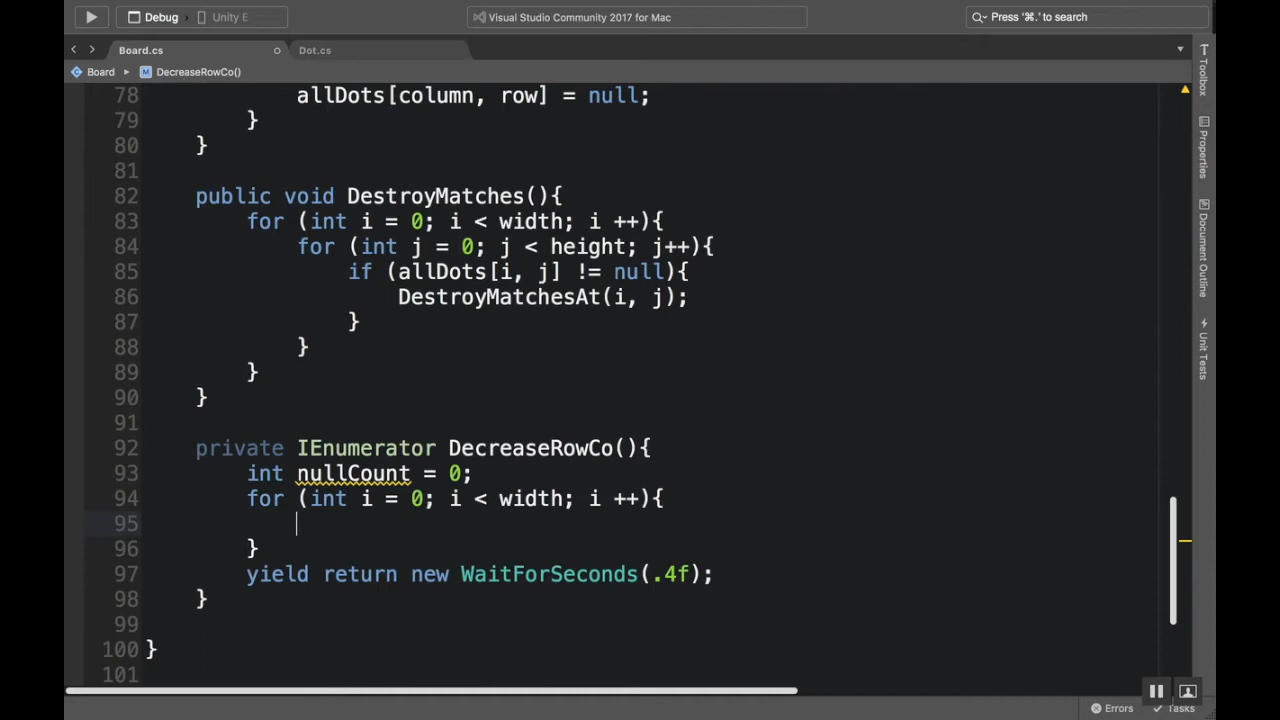 Debug
Unity E
Visual Studio Community 2017 for Mac
Press '⌘.' to search
Board.cs
Dot.cs
Board
M
DecreaseRowCo()
78 allDots[column, row] = null;
79 }
80 }
81
82 public void DestroyMatches(){
83 for (int i = 0; i < width; i ++){
84 for (int j = 0; j < height; j++){
85 if (allDots[i, j] != null){
86 DestroyMatchesAt(i, j);
87 }
88 }
89 }
90 }
91
92 private IEnumerator DecreaseRowCo(){
93 int nullCount = 0;
94 for (int i = 0; i < width; i ++){
95
96 }
97 yield return new WaitForSeconds(.4f);
98 }
99
100 }
101
Toolbox
Properties
Document Outline
Unit Tests
Errors
Tasks